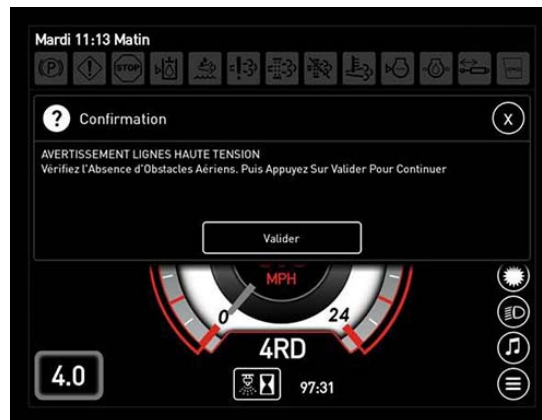 Mardi 11:13 Matin
(P) STOP
? Confirmation X
AVERTISSEMENT LIGNES HAUTE TENSION
Vérifiez l'Absence d'Obstacles Aériens. Puis Appuyez Sur Valider Pour Continuer
Valider
MPH
0 24
4RD
4.0
97:31